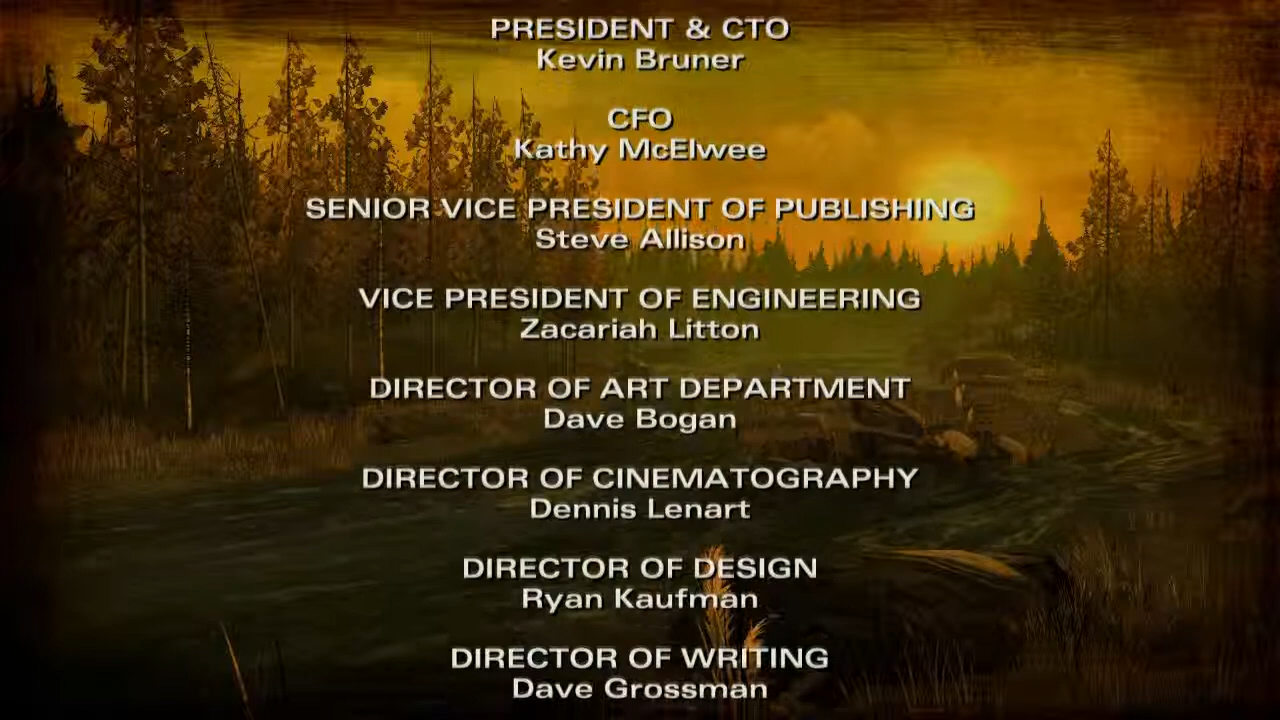 PRESIDENT & CTO
Kevin Bruner
CFO
Kathy McElwee
SENIOR VICE PRESIDENT OF PUBLISHING
Steve Allison
VICE PRESIDENT OF ENGINEERING
Zacariah Litton
DIRECTOR OF ART DEPARTMENT
Dave Bogan
DIRECTOR OF CINEMATOGRAPHY
Dennis Lenart
DIRECTOR OF DESIGN
Ryan Kaufman
DIRECTOR OF WRITING
Dave Grossman